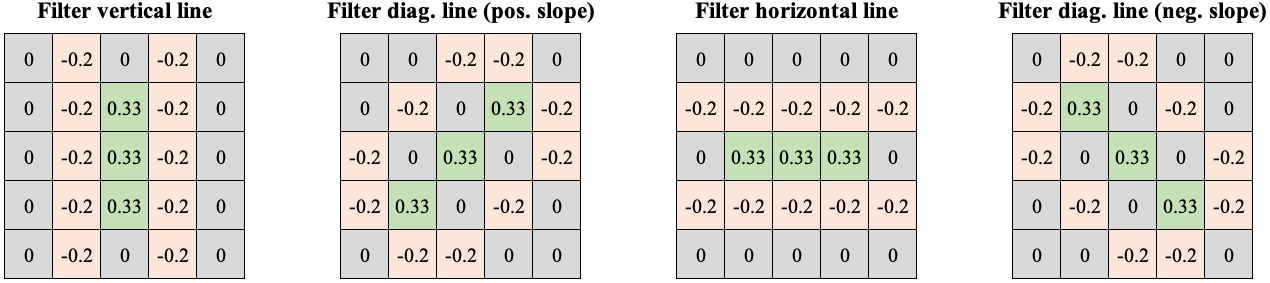 Filter vertical line Filter diag. line (pos. slope) Filter horizontal line Filter diag. line (neg. slope)
0 -0.2 0 -0.2 0 0 0 -0.2 -0.2 0 0 0 0 0 0 0 -0.2 -0.2 0 0
0 -0.2 0.33 -0.2 0 0 -0.2 0 0.33 -0.2 -0.2 -0.2 -0.2 -0.2 -0.2 -0.2 0.33 0 -0.2 0
0 -0.2 0.33 -0.2 0 -0.2 0 0.33 0 -0.2 0 0.33 0.33 0.33 0 -0.2 0 0.33 0 -0.2
0 -0.2 0.33 -0.2 0 -0.2 0.33 0 -0.2 0 -0.2 -0.2 -0.2 -0.2 -0.2 0 -0.2 0 0.33 -0.2
0 -0.2 0 -0.2 0 0 -0.2 -0.2 0 0 0 0 0 0 0 0 0 -0.2 -0.2 0